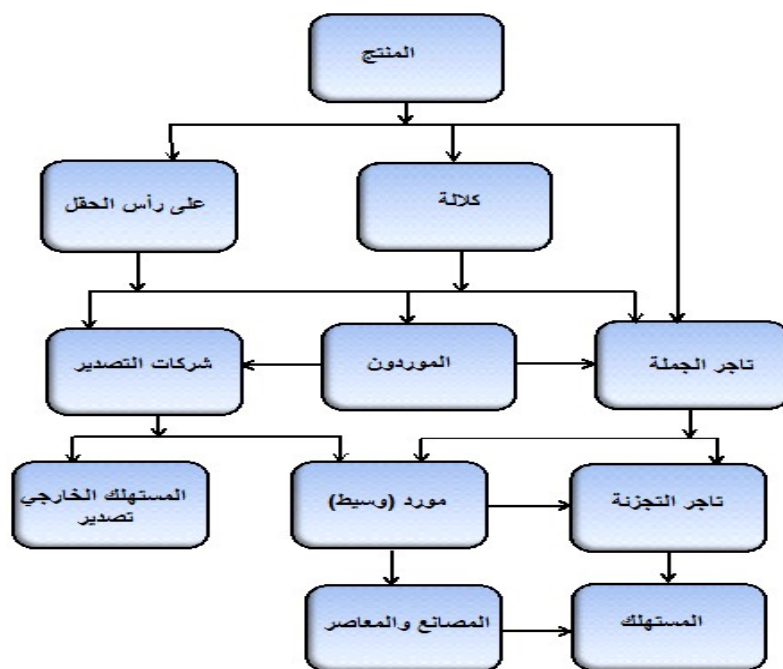 المنتج
على رأس الحقل
كلالة
شركات التصدير
الموردون
تاجر الجملة
المستهلك الخارجي
تصدير
مورد (وسيط)
تاجر التجزئة
المصانع والمعاصر
المستهلك